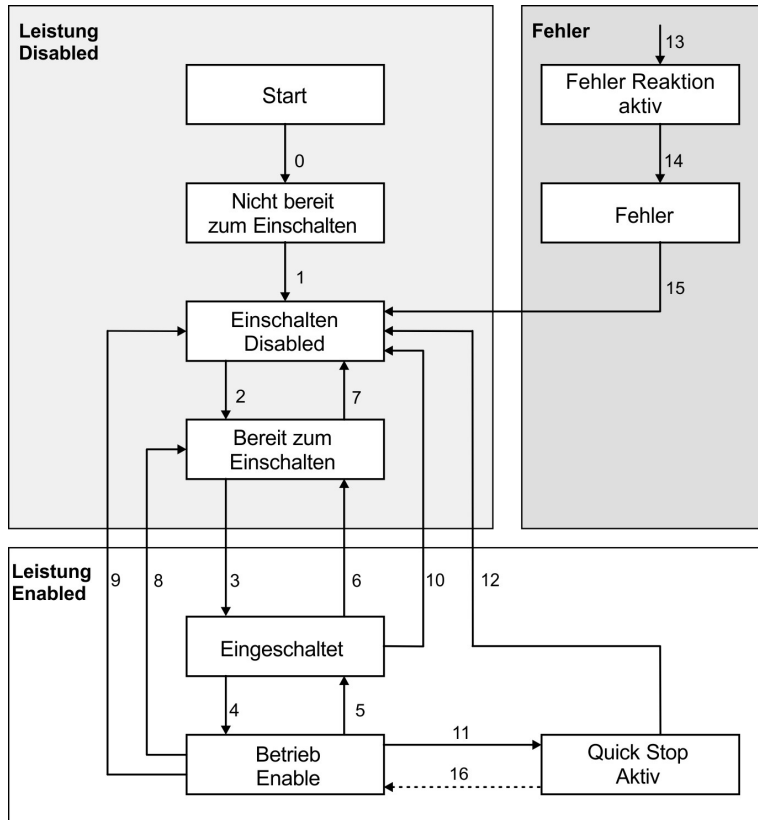 Leistung
Disabled
Start
0
Nicht bereit
zum Einschalten
1
Einschalten
Disabled
2
7
Bereit zum
Einschalten
Fehler
13
Fehler Reaktion
aktiv
14
Fehler
15
Leistung
Enabled
9
8
3
6
10
12
Eingeschaltet
4
5
11
Betrieb
Enable
16
Quick Stop
Aktiv